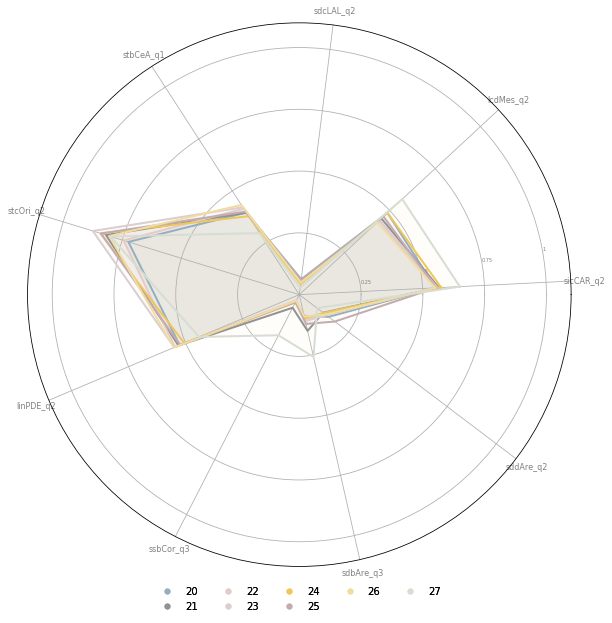 sdcLAL_q2
stbCeA_q1
lcdMes_q2
stcOri_q2
0.75
1
0.25
sicCAR_q2
linPDE_q2
sddAre_q2
ssbCor_q3
sdbAre_q3
20 22 24 26 27
21 23 25